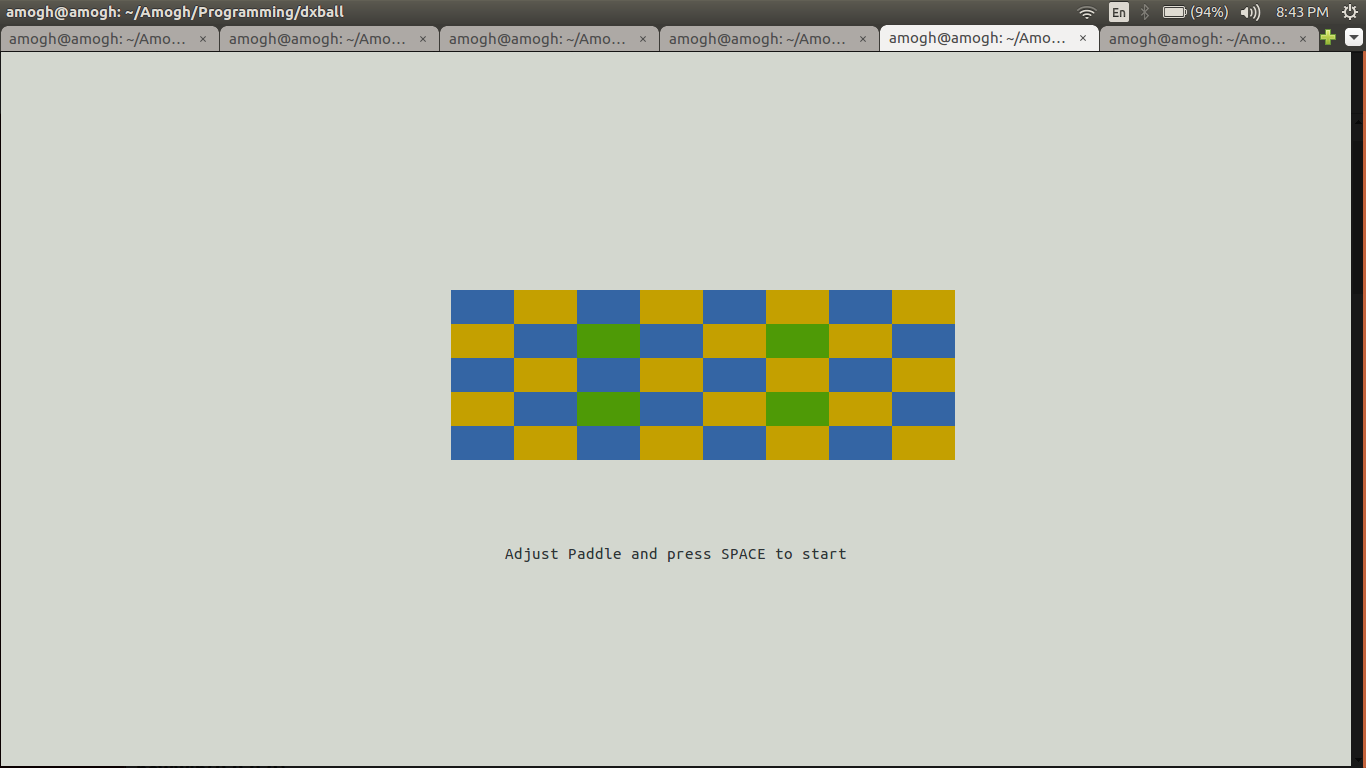 amogh@amogh: ~/Amogh/Programming/dxball En (94%) 8:43 PM
amogh@amogh: ~/Amo... × amogh@amogh: ~/Amo... × amogh@amogh: ~/Amo... × amogh@amogh: ~/Amo... × amogh@amogh: ~/Amo... × amogh@amogh: ~/Amo... ×
Adjust Paddle and press SPACE to start